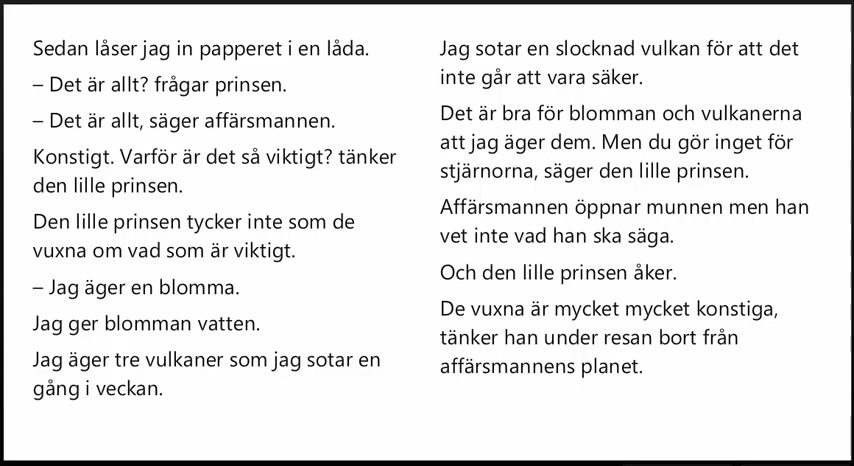 Sedan låser jag in papperet i en låda.
– Det är allt? frågar prinsen.
– Det är allt, säger affärsmannen.
Konstigt. Varför är det så viktigt? tänker
den lille prinsen.
Den lille prinsen tycker inte som de
vuxna om vad som är viktigt.
– Jag äger en blomma.
Jag ger blomman vatten.
Jag äger tre vulkaner som jag sotar en
gång i veckan.
Jag sotar en slocknad vulkan för att det
inte går att vara säker.
Det är bra för blomman och vulkanerna
att jag äger dem. Men du gör inget för
stjärnorna, säger den lille prinsen.
Affärsmannen öppnar munnen men han
vet inte vad han ska säga.
Och den lille prinsen åker.
De vuxna är mycket mycket konstiga,
tänker han under resan bort från
affärsmannens planet.